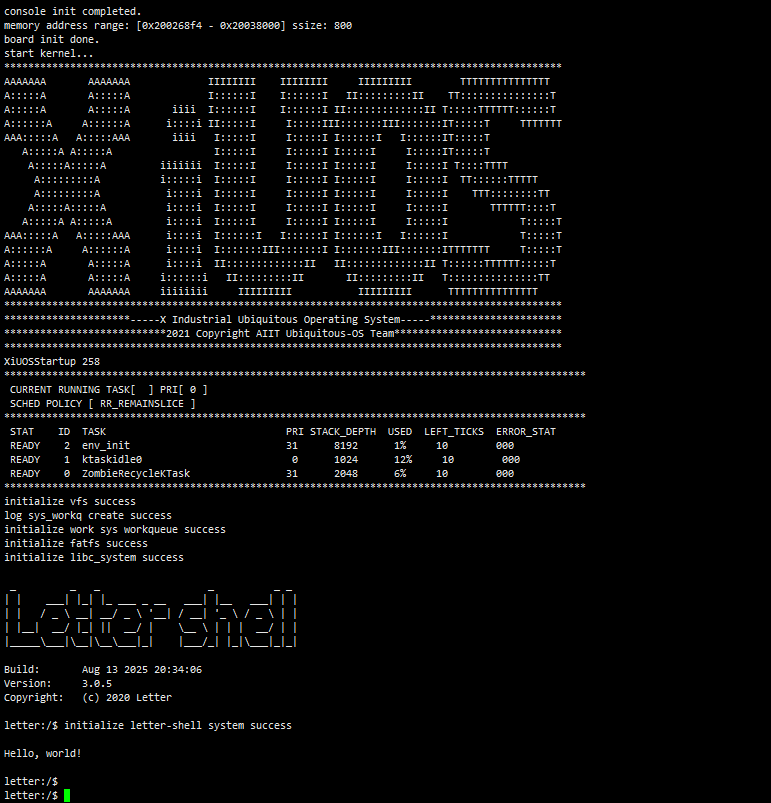 console init completed.
memory address range: [0x200268f4 - 0x20038000] ssize: 800
board init done.
start kernel...
XiUOS
*********************-----X Industrial Ubiquitous Operating System-----**********************
***************************2021 Copyright AIIT Ubiquitous-OS Team****************************
XiUOSStartup 258
CURRENT RUNNING TASK[  ] PRI[ 0 ]
SCHED POLICY [ RR_REMAINSLICE ]
STAT    ID  TASK                              PRI STACK_DEPTH  USED  LEFT_TICKS  ERROR_STAT
READY    2  env_init                          31      8192      1%     10        000
READY    1  ktaskidle0                         0      1024      12%     10        000
READY    0  ZombieRecycleKTask                31      2048      6%     10        000
initialize vfs success
log sys_workq create success
initialize work sys workqueue success
initialize fatfs success
initialize libc_system success
Letter shell
Build:       Aug 13 2025 20:34:06
Version:     3.0.5
Copyright:   (c) 2020 Letter
letter:/$ initialize letter-shell system success
Hello, world!
letter:/$
letter:/$